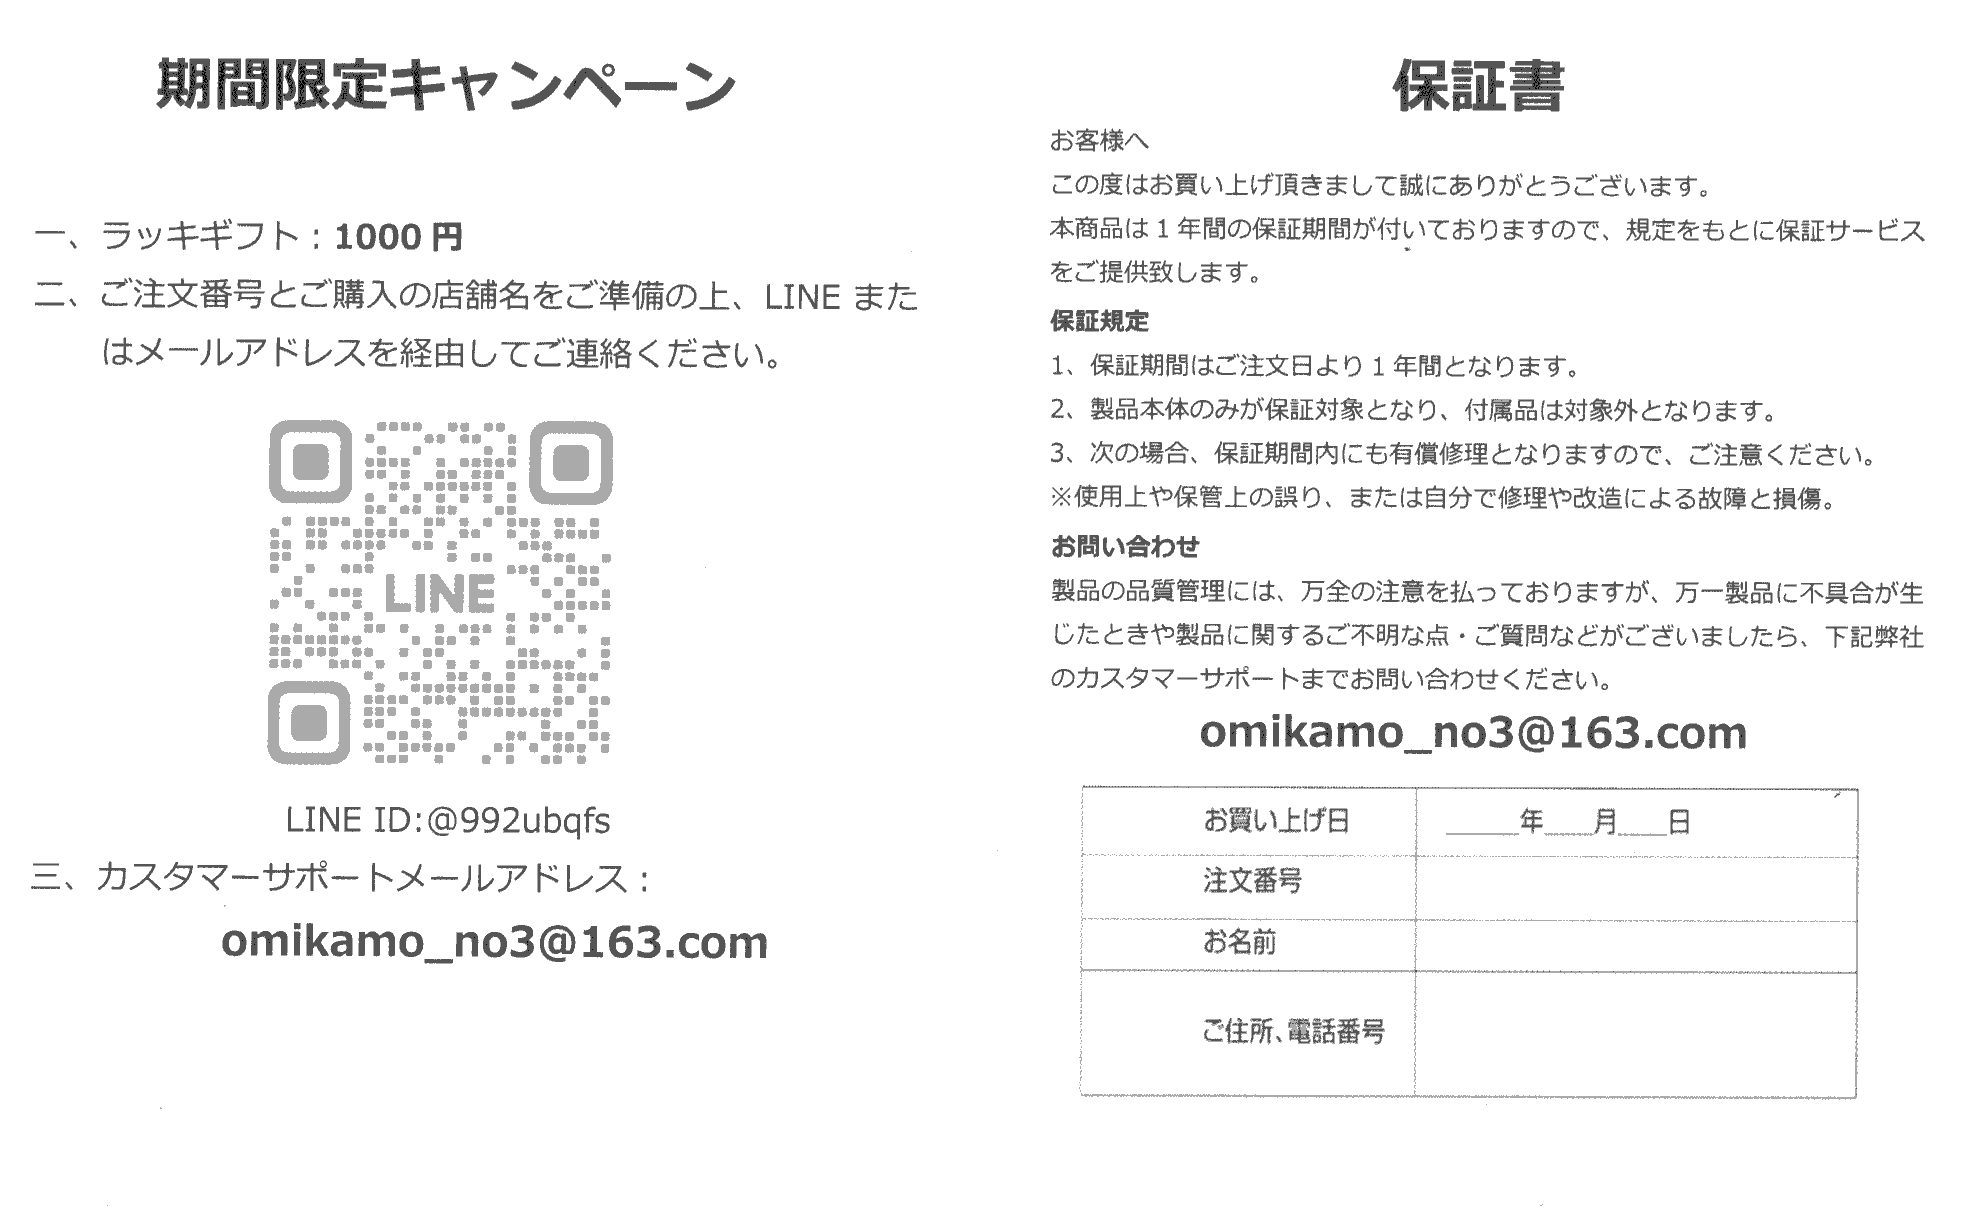 期間限定キャンペーン
一、ラッキギフト：1000 円
二、ご注文番号とご購入の店舗名をご準備の上、LINE また
はメールアドレスを経由してご連絡ください。
LINE
LINE ID:@992ubqfs
三、カスタマーサポートメールアドレス：
omikamo_no3@163.com
保証書
お客様へ
この度はお買い上げ頂きまして誠にありがとうございます。
本商品は 1 年間の保証期間が付いておりますので、規定をもとに保証サービス
をご提供致します。
保証規定
1、保証期間はご注文日より 1 年間となります。
2、製品本体のみが保証対象となり、付属品は対象外となります。
3、次の場合、保証期間内にも有償修理となりますので、ご注意ください。
※使用上や保管上の誤り、または自分で修理や改造による故障と損傷。
お問い合わせ
製品の品質管理には、万全の注意を払っておりますが、万一製品に不具合が生
じたときや製品に関するご不明な点・ご質問などがございましたら、下記弊社
のカスタマーサポートまでお問い合わせください。
omikamo_no3@163.com
お買い上げ日 ______年____月____日
注文番号
お名前
ご住所、電話番号